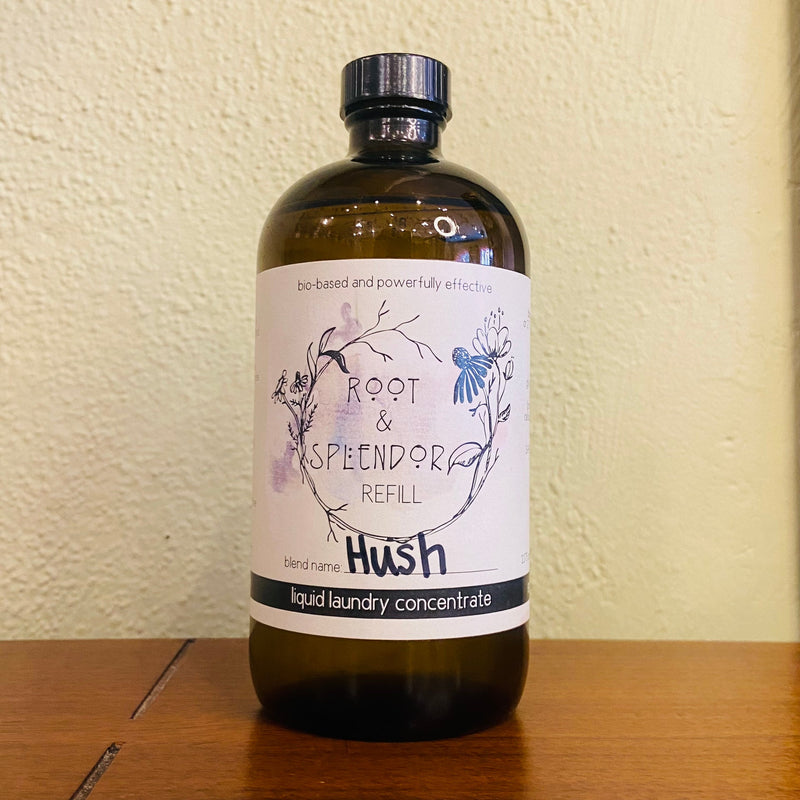 bio-based and powerfully effective
ROOT
&
SPLENDOR
REFILL
blend name: Hush
liquid laundry concentrate